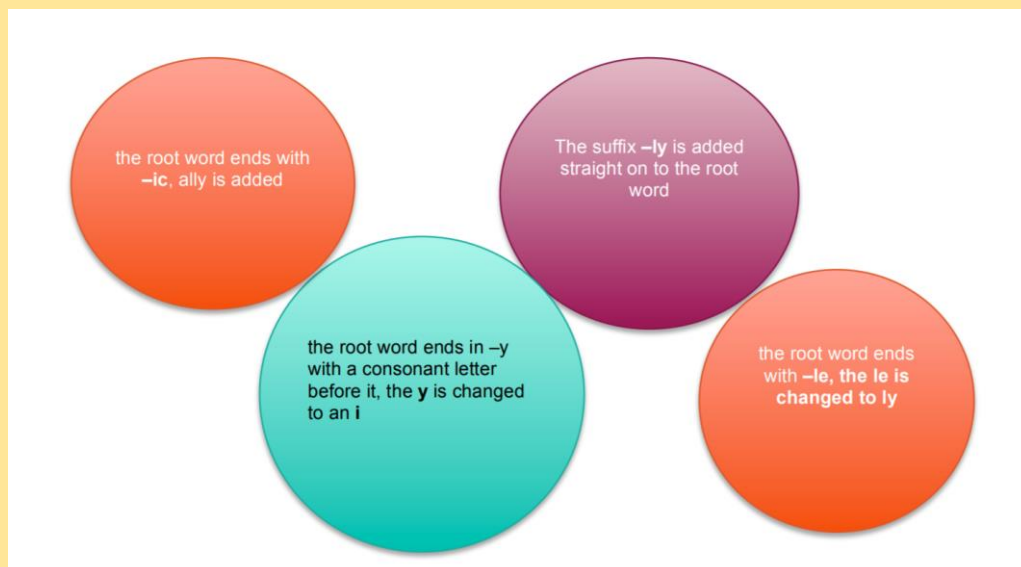 the root word ends with
–ic, ally is added
The suffix –ly is added
straight on to the root
word
the root word ends in –y
with a consonant letter
before it, the y is changed
to an i
the root word ends
with –le, the le is
changed to ly